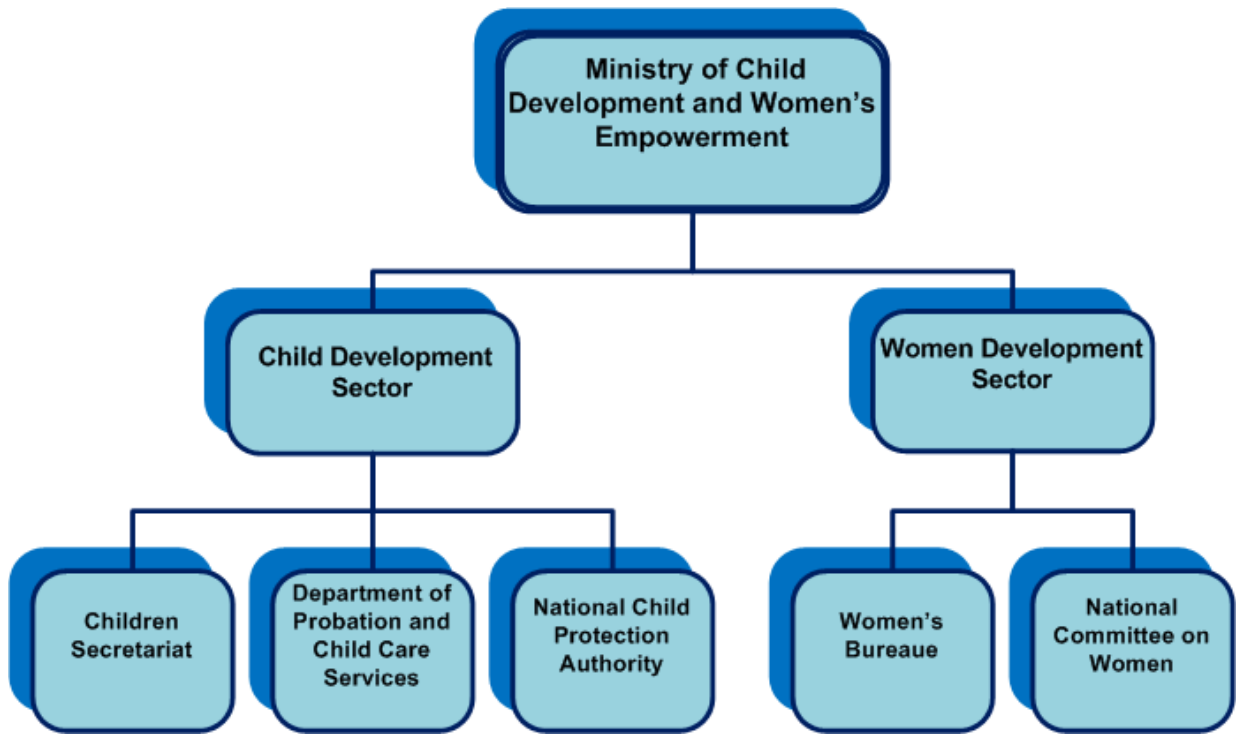 Ministry of Child
Development and Women’s
Empowerment
Child Development
Sector
Women Development
Sector
Children
Secretariat
Department of
Probation and
Child Care
Services
National Child
Protection
Authority
Women’s
Bureaue
National
Committee on
Women